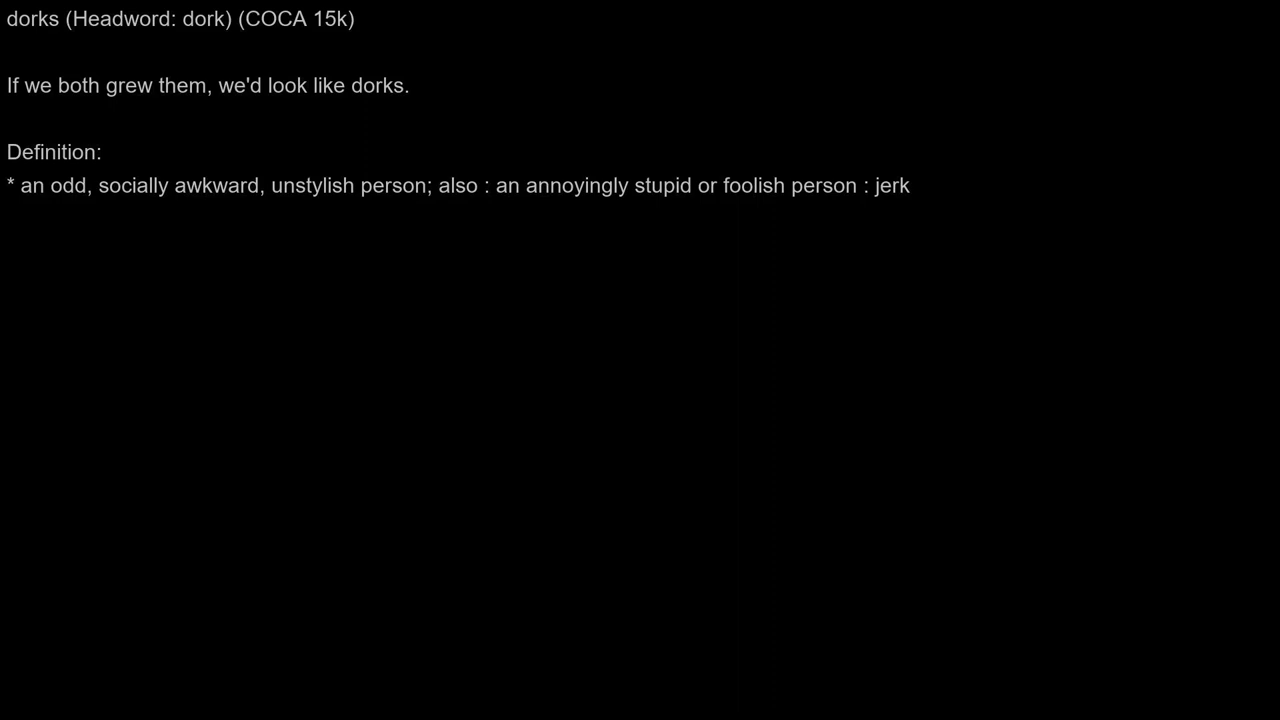 dorks (Headword: dork) (COCA 15k)
If we both grew them, we'd look like dorks.
Definition:
* an odd, socially awkward, unstylish person; also : an annoyingly stupid or foolish person : jerk